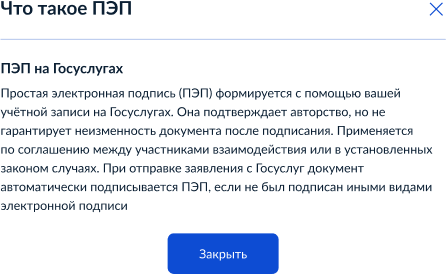 Что такое ПЭП
ПЭП на Госуслугах
Простая электронная подпись (ПЭП) формируется с помощью вашей
учётной записи на Госуслугах. Она подтверждает авторство, но не
гарантирует неизменность документа после подписания. Применяется
по соглашению между участниками взаимодействия или в установленных
законом случаях. При отправке заявления с Госуслуг документ
автоматически подписывается ПЭП, если не был подписан иными видами
электронной подписи
Закрыть